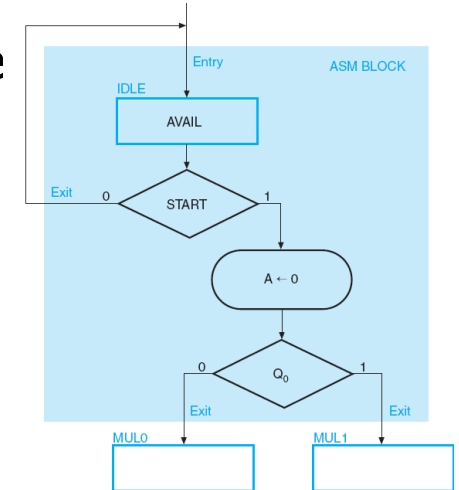 e
Entry
ASM BLOCK
IDLE
AVAIL
Exit
0
START
1
A ← 0
0
Q0
1
Exit
Exit
MUL0
MUL1